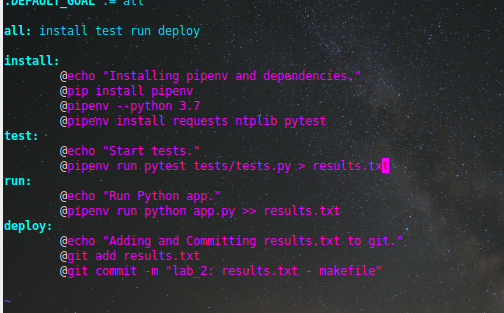 .DEFAULT_GOAL := all
all: install test run deploy
install:
@echo "Installing pipenv and dependencies."
@pip install pipenv
@pipenv --python 3.7
@pipenv install requests ntplib pytest
test:
@echo "Start tests."
@pipenv run pytest tests/tests.py > results.txt
run:
@echo "Run Python app."
@pipenv run python app.py >> results.txt
deploy:
@echo "Adding and Committing results.txt to git."
@git add results.txt
@git commit -m "lab_2: results.txt - makefile"
~